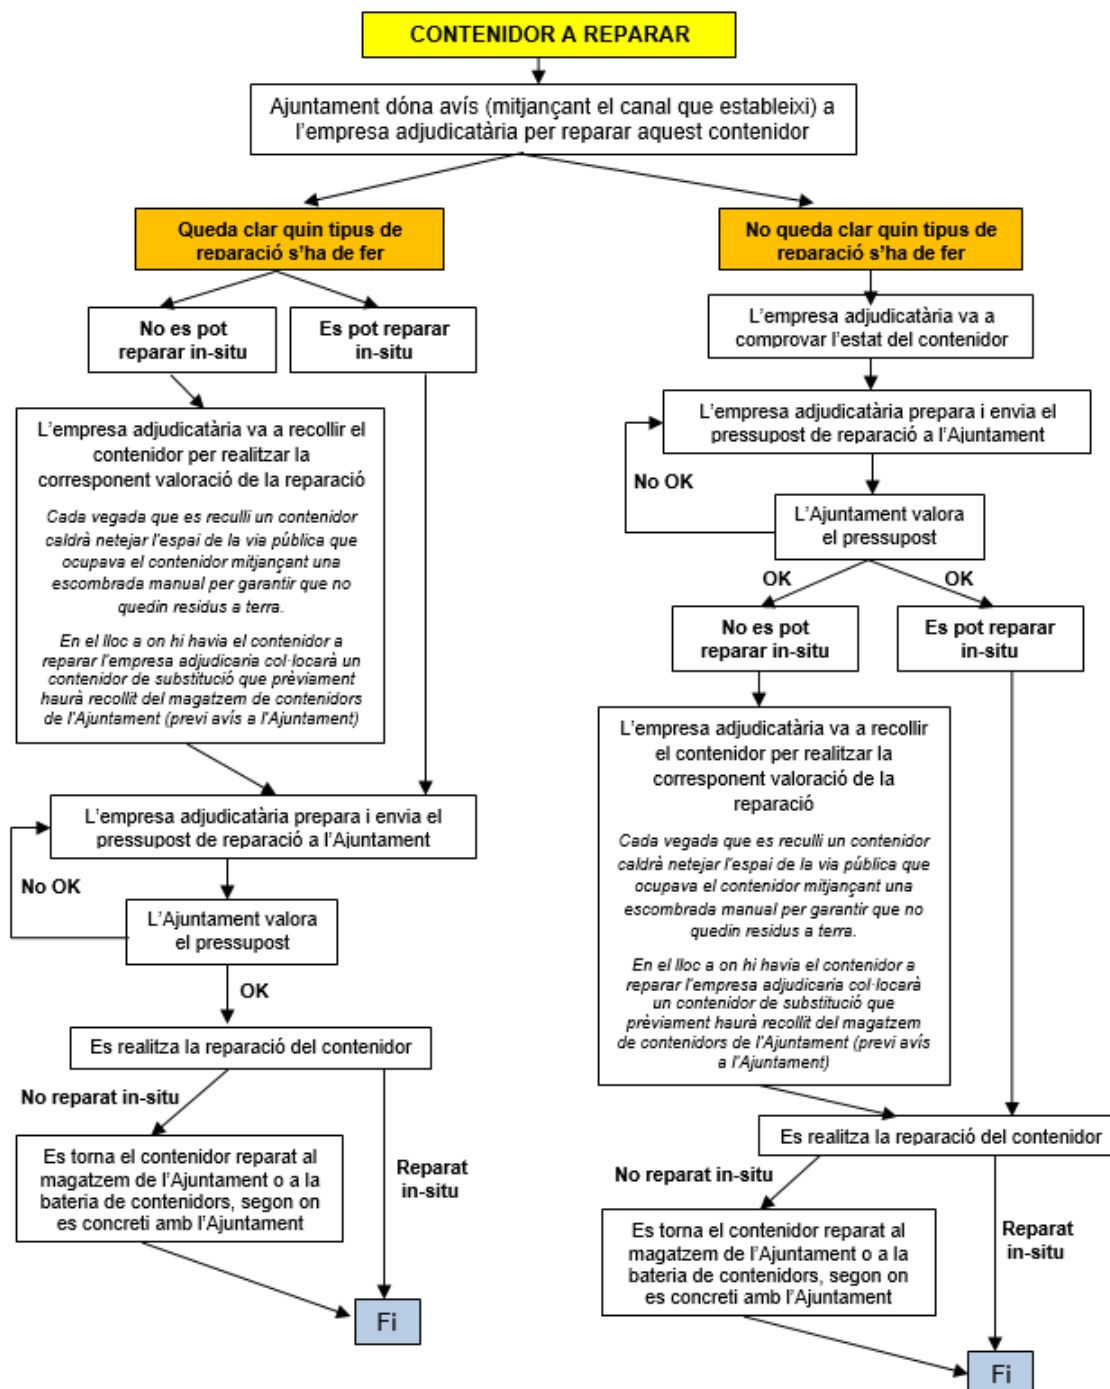 CONTENIDOR A REPARAR
Ajuntament dóna avís (mitjançant el canal que estableixi) a
l'empresa adjudicatària per reparar aquest contenidor
Queda clar quin tipus de
reparació s'ha de fer
No es pot
reparar in-situ
Es pot reparar
in-situ
L'empresa adjudicatària va a recollir el
contenidor per realitzar la
corresponent valoració de la reparació
Cada vegada que es reculli un contenidor
caldrà netejar l'espai de la via pública que
ocupava el contenidor mitjançant una
escombrada manual per garantir que no
quedin residus a terra.
En el lloc a on hi havia el contenidor a
reparar l'empresa adjudicaria col·locarà un
contenidor de substitució que prèviament
haurà recollit del magatzem de contenidors
de l'Ajuntament (previ avís a l'Ajuntament)
L'empresa adjudicatària prepara i envia el
pressupost de reparació a l'Ajuntament
No OK
L'Ajuntament valora
el pressupost
OK
Es realitza la reparació del contenidor
No reparat in-situ
Es torna el contenidor reparat al
magatzem de l'Ajuntament o a la
bateria de contenidors, segon on
es concreti amb l'Ajuntament
Reparat
in-situ
Fi
No queda clar quin tipus de
reparació s'ha de fer
L'empresa adjudicatària va a
comprovar l'estat del contenidor
L'empresa adjudicatària prepara i envia el
pressupost de reparació a l'Ajuntament
No OK
L'Ajuntament valora
el pressupost
OK
OK
No es pot
reparar in-situ
Es pot reparar
in-situ
L'empresa adjudicatària va a recollir
el contenidor per realitzar la
corresponent valoració de la
reparació
Cada vegada que es reculli un contenidor
caldrà netejar l'espai de la via pública que
ocupava el contenidor mitjançant una
escombrada manual per garantir que no
quedin residus a terra.
En el lloc a on hi havia el contenidor a
reparar l'empresa adjudicaria col·locarà
un contenidor de substitució que
prèviament haurà recollit del magatzem
de contenidors de l'Ajuntament (previ avís
a l'Ajuntament)
Es realitza la reparació del contenidor
No reparat in-situ
Es torna el contenidor reparat al
magatzem de l'Ajuntament o a la
bateria de contenidors, segon on
es concreti amb l'Ajuntament
Reparat
in-situ
Fi